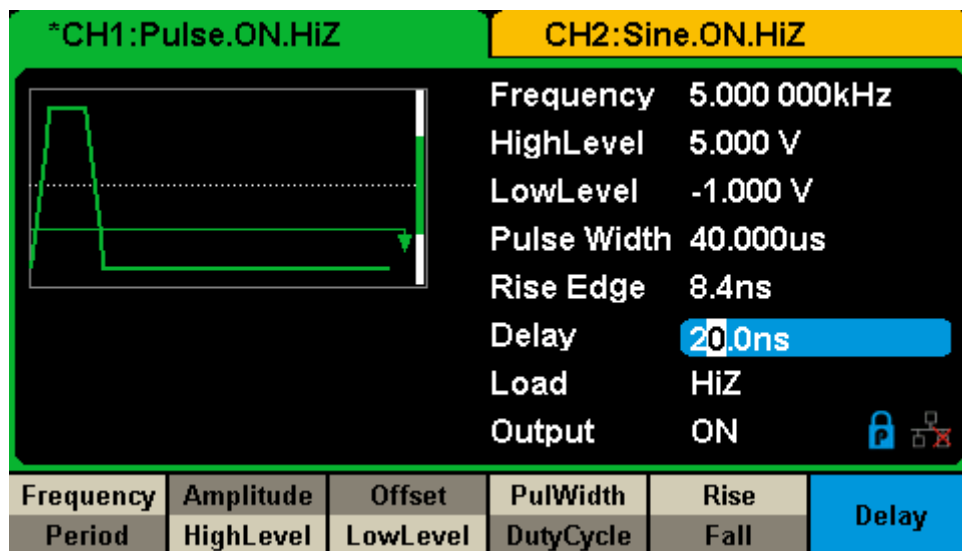 *CH1:Pulse.ON.HiZ CH2:Sine.ON.HiZ
Frequency 5.000 000kHz
HighLevel 5.000 V
LowLevel -1.000 V
Pulse Width 40.000us
Rise Edge 8.4ns
Delay 20.0ns
Load HiZ
Output ON P
Frequency Amplitude Offset PulWidth Rise Delay
Period HighLevel LowLevel DutyCycle Fall